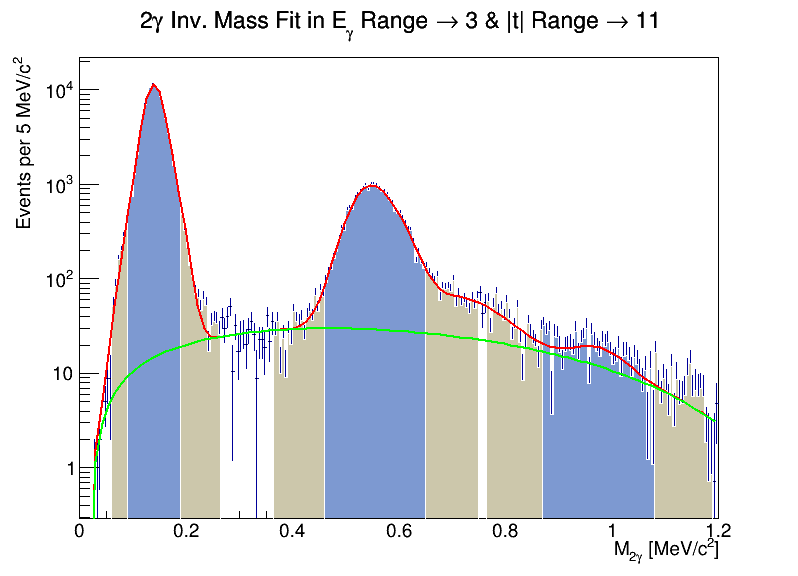 2γ Inv. Mass Fit in Eγ Range → 3 & |t| Range → 11
Events per 5 MeV/c²
10⁴
10³
10²
10
1
0 0.2 0.4 0.6 0.8 1 1.2
M2γ [MeV/c²]